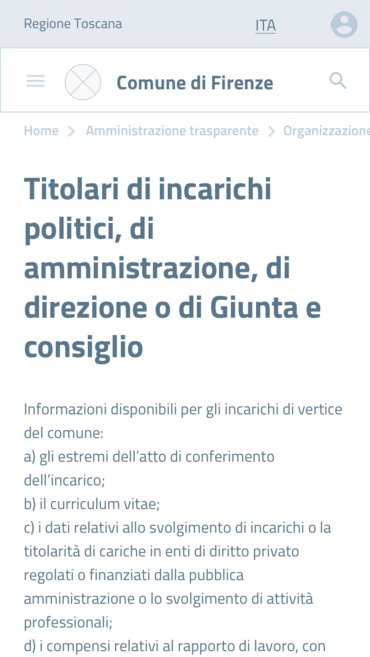 Regione Toscana
ITA
Comune di Firenze
Home > Amministrazione trasparente > Organizzazione
Titolari di incarichi
politici, di
amministrazione, di
direzione o di Giunta e
consiglio
Informazioni disponibili per gli incarichi di vertice
del comune:
a) gli estremi dell’atto di conferimento
dell’incarico;
b) il curriculum vitae;
c) i dati relativi allo svolgimento di incarichi o la
titolarità di cariche in enti di diritto privato
regolati o finanziati dalla pubblica
amministrazione o lo svolgimento di attività
professionali;
d) i compensi relativi al rapporto di lavoro, con